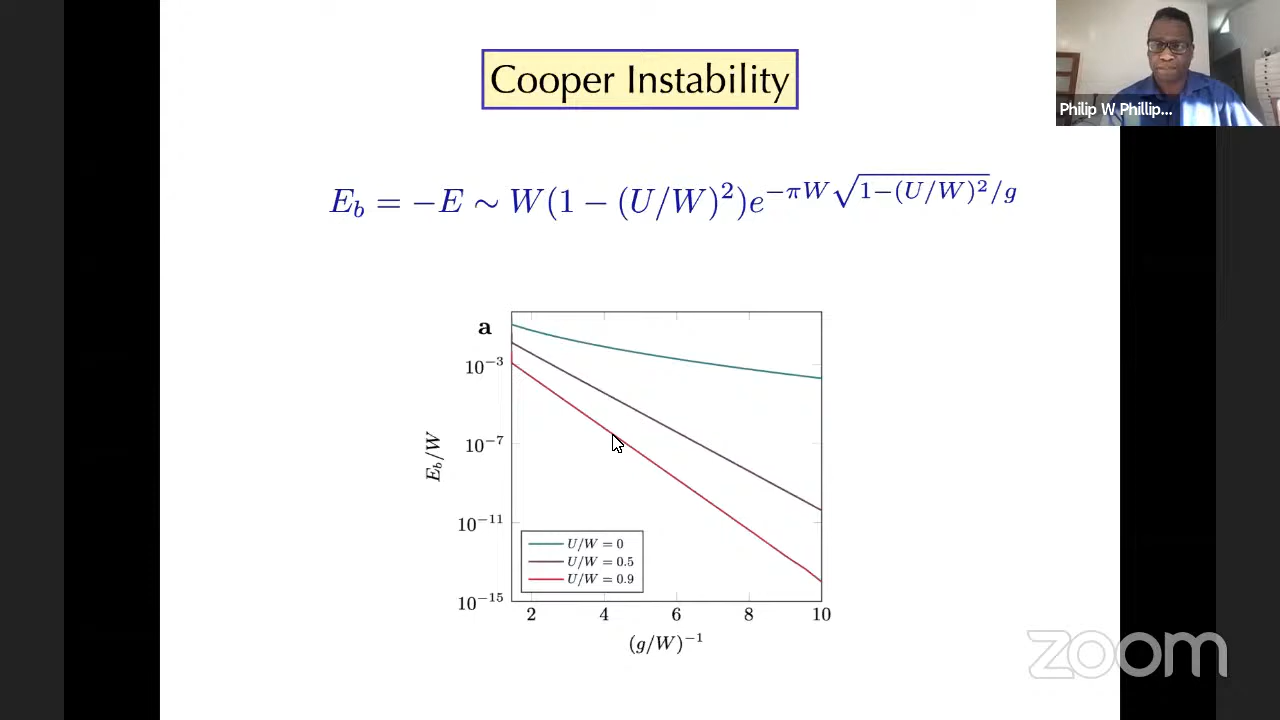 Cooper Instability
Philip W Phillip...
E_b = −E ∼ W(1 − (U/W)²)e^{−πW√(1−(U/W)²)/g}
a
10⁻³
10⁻⁷
10⁻¹¹
10⁻¹⁵
E_b/W
U/W = 0
U/W = 0.5
U/W = 0.9
2 4 6 8 10
(g/W)⁻¹
zoom